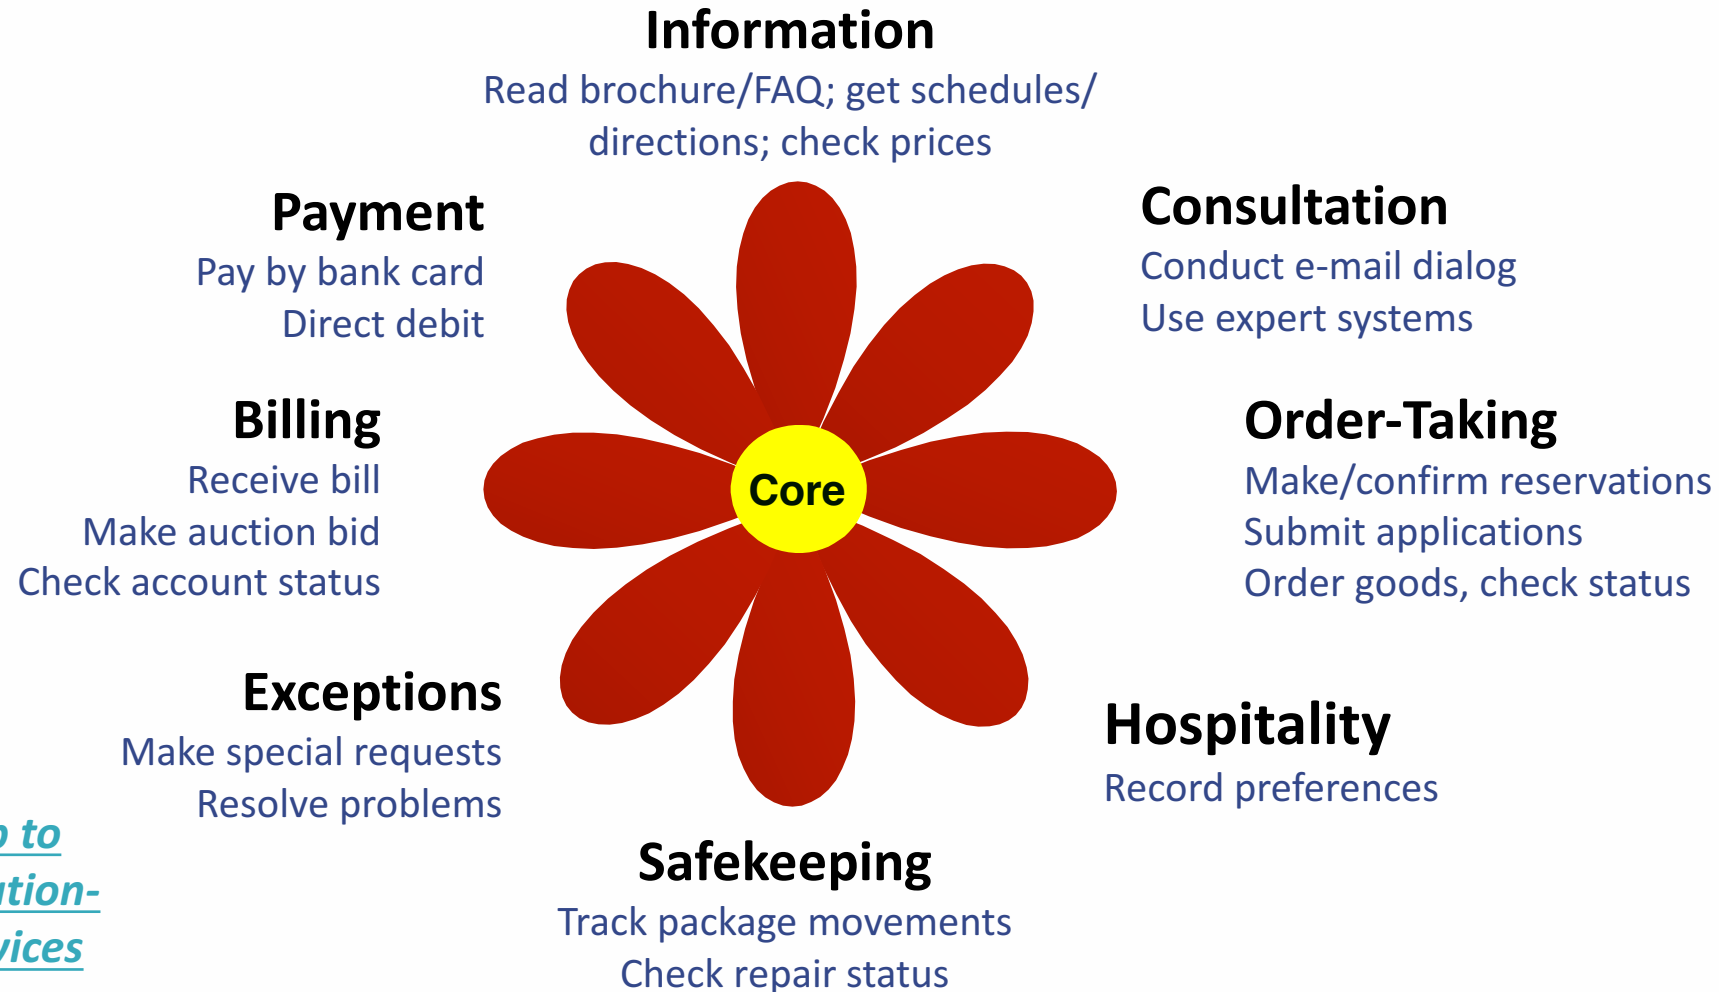 Information
Read brochure/FAQ; get schedules/
directions; check prices
Payment
Pay by bank card
Direct debit
Consultation
Conduct e-mail dialog
Use expert systems
Billing
Receive bill
Make auction bid
Check account status
Core
Order-Taking
Make/confirm reservations
Submit applications
Order goods, check status
Exceptions
Make special requests
Resolve problems
Hospitality
Record preferences
Safekeeping
Track package movements
Check repair status
to